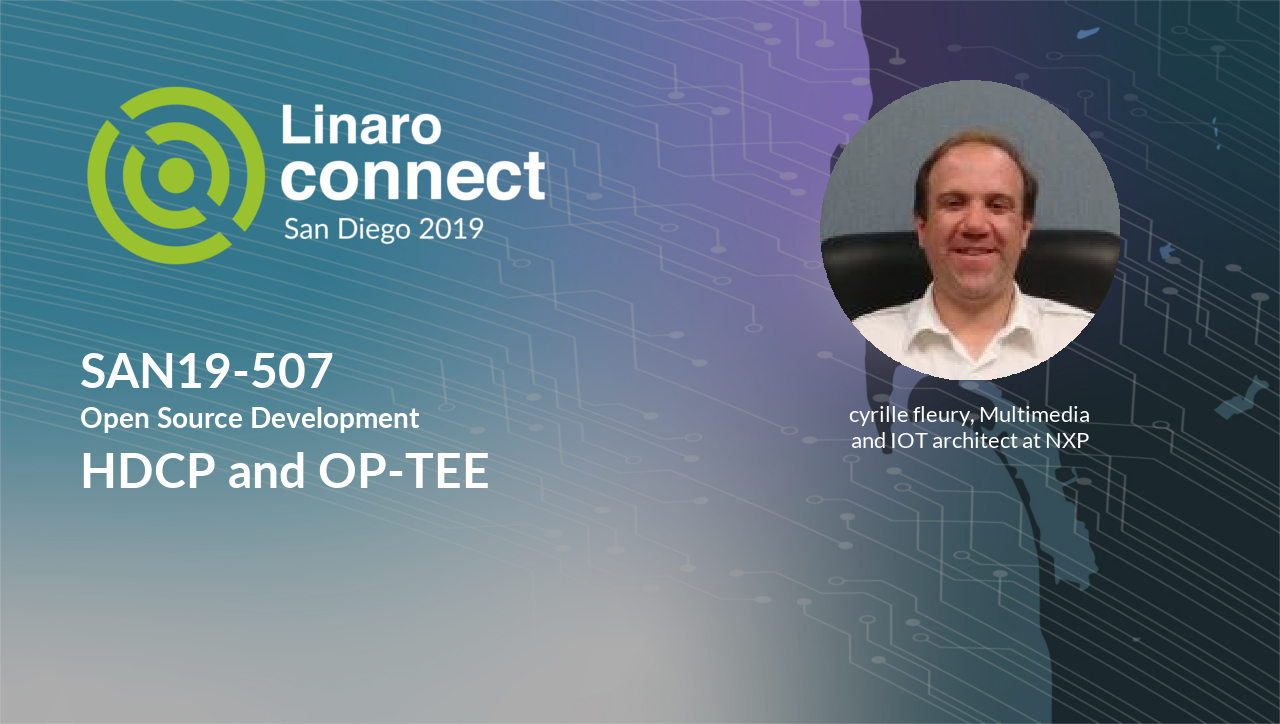 Linaro
connect
San Diego 2019
SAN19-507
Open Source Development
HDCP and OP-TEE
cyrille fleury, Multimedia
and IOT architect at NXP